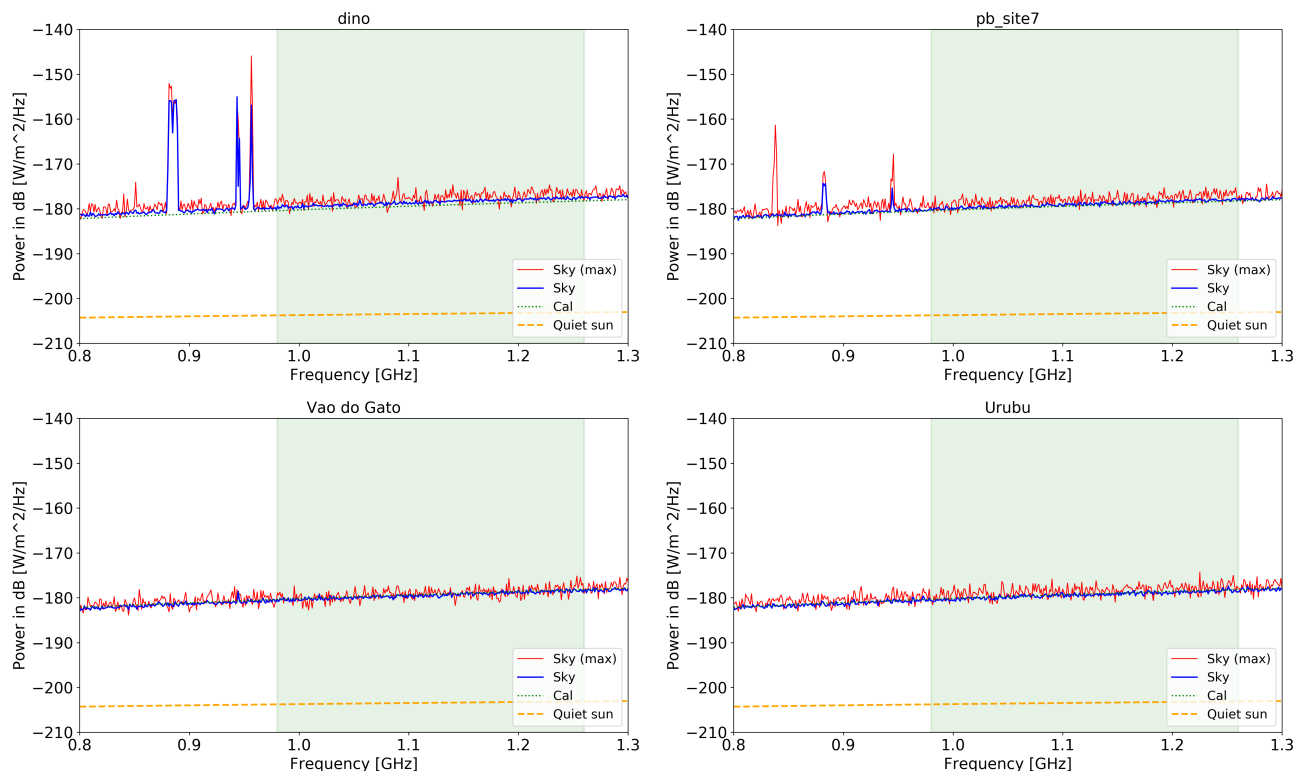 dino
Power in dB [W/m^2/Hz]
−140
−150
−160
−170
−180
−190
−200
−210
Sky (max)
Sky
Cal
Quiet sun
0.8
0.9
1.0
1.1
1.2
1.3
Frequency [GHz]
pb_site7
Power in dB [W/m^2/Hz]
−140
−150
−160
−170
−180
−190
−200
−210
Sky (max)
Sky
Cal
Quiet sun
0.8
0.9
1.0
1.1
1.2
1.3
Frequency [GHz]
Vao do Gato
Power in dB [W/m^2/Hz]
−140
−150
−160
−170
−180
−190
−200
−210
Sky (max)
Sky
Cal
Quiet sun
0.8
0.9
1.0
1.1
1.2
1.3
Frequency [GHz]
Urubu
Power in dB [W/m^2/Hz]
−140
−150
−160
−170
−180
−190
−200
−210
Sky (max)
Sky
Cal
Quiet sun
0.8
0.9
1.0
1.1
1.2
1.3
Frequency [GHz]